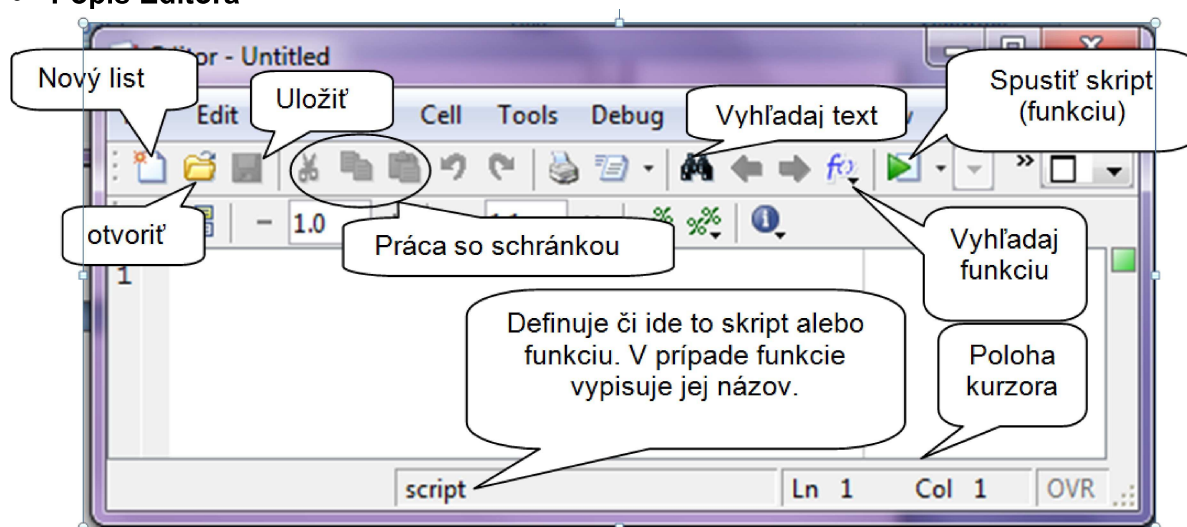 Popis Editora
Editor - Untitled
Nový list
Uložiť
Spustiť skript
(funkciu)
Edit
Cell
Tools
Debug
Vyhľadaj text
otvoriť
1.0
Práca so schránkou
Vyhľadaj
funkciu
1
Definuje či ide to skript alebo
funkciu. V prípade funkcie
vypisuje jej názov.
Poloha
kurzora
script
Ln 1
Col 1
OVR